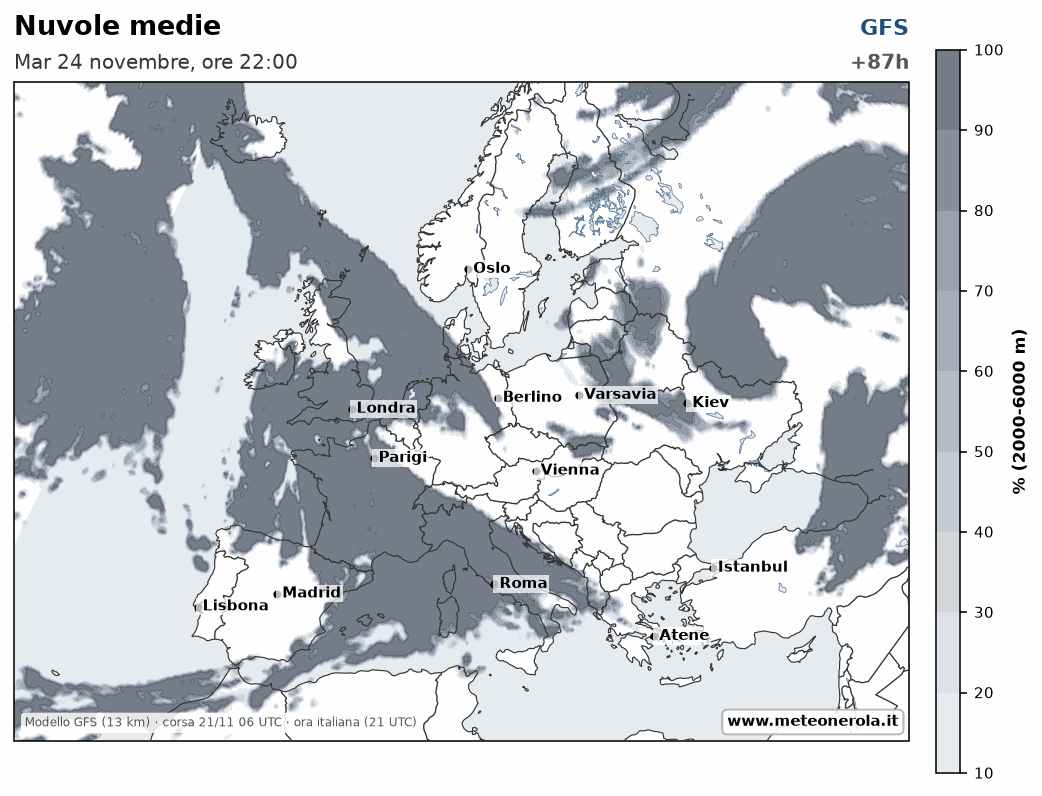 Nuvole medie
GFS
Mar 24 novembre, ore 22:00
+87h
100
90
80
70
60
50
40
30
20
10
% (2000-6000 m)
Oslo
Berlino
Varsavia
Kiev
Londra
Parigi
Vienna
Istanbul
Roma
Madrid
Lisbona
Atene
Modello GFS (13 km) · corsa 21/11 06 UTC · ora italiana (21 UTC)
www.meteonerola.it